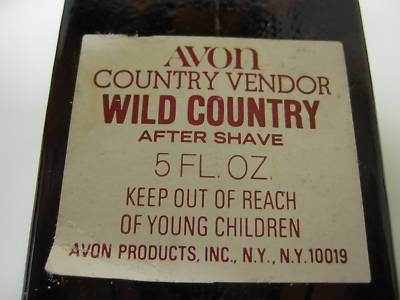 AVON
COUNTRY VENDOR
WILD COUNTRY
AFTER SHAVE
5 FL. OZ.
KEEP OUT OF REACH
OF YOUNG CHILDREN
AVON PRODUCTS, INC., N.Y., N.Y. 10019